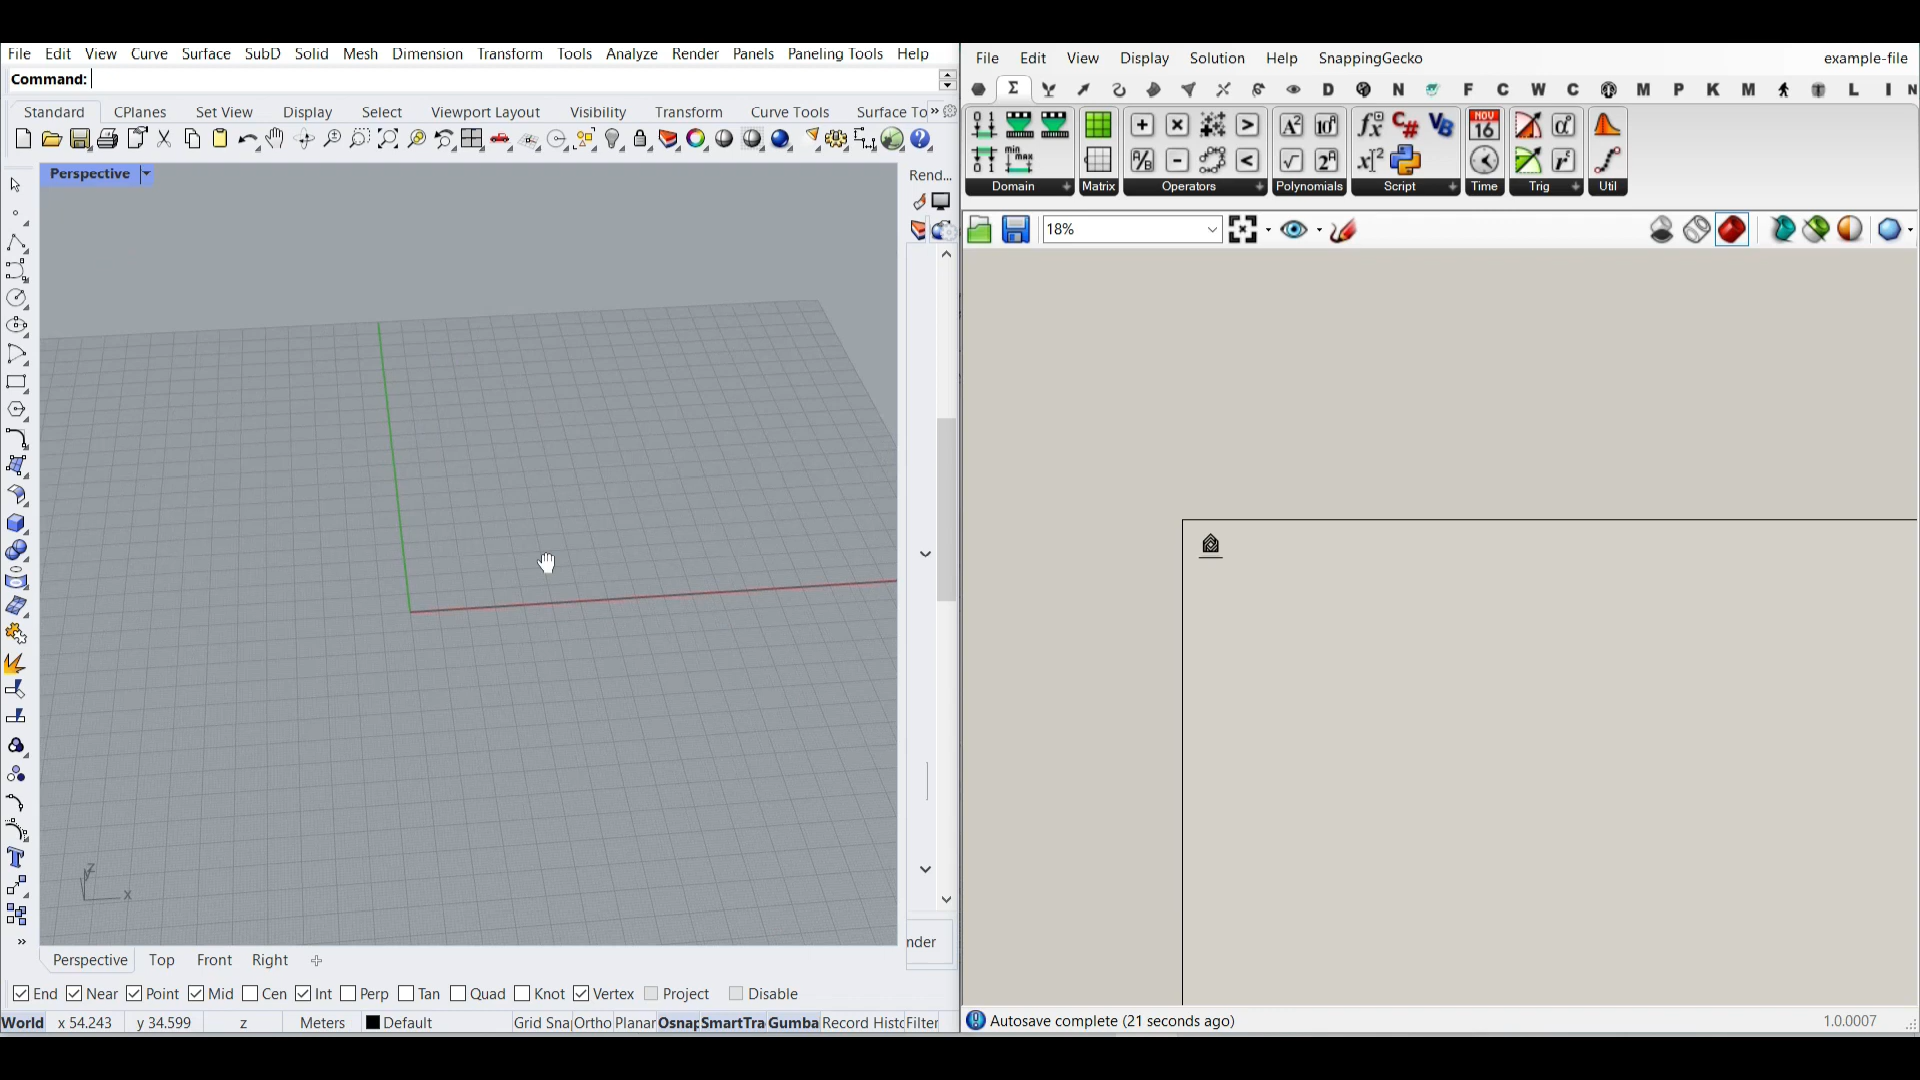 File Edit View Curve Surface SubD Solid Mesh Dimension Transform Tools Analyze Render Panels Paneling Tools Help
Command:
Standard CPlanes Set View Display Select Viewport Layout Visibility Transform Curve Tools Surface To
Perspective
Rend...
nder
Perspective Top Front Right
End Near Point Mid Cen Int Perp Tan Quad Knot Vertex Project Disable
World x 54.243 y 34.599 z Meters Default Grid Sna Ortho Planar Osnap SmartTra Gumba Record Histo Filter
File Edit View Display Solution Help SnappingGecko example-file
Σ D N F C W C M P K M L I N
Domain Matrix Operators Polynomials Script Time Trig Util
18%
Autosave complete (21 seconds ago) 1.0.0007